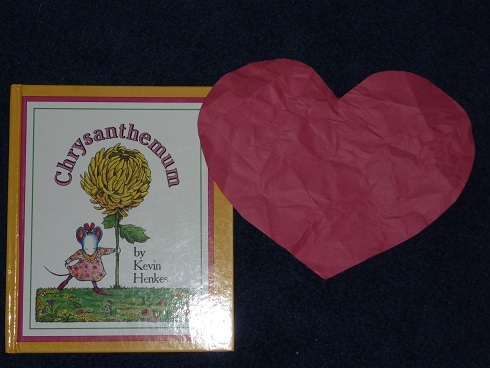 Chrysanthemum
by
Kevin
Henkes